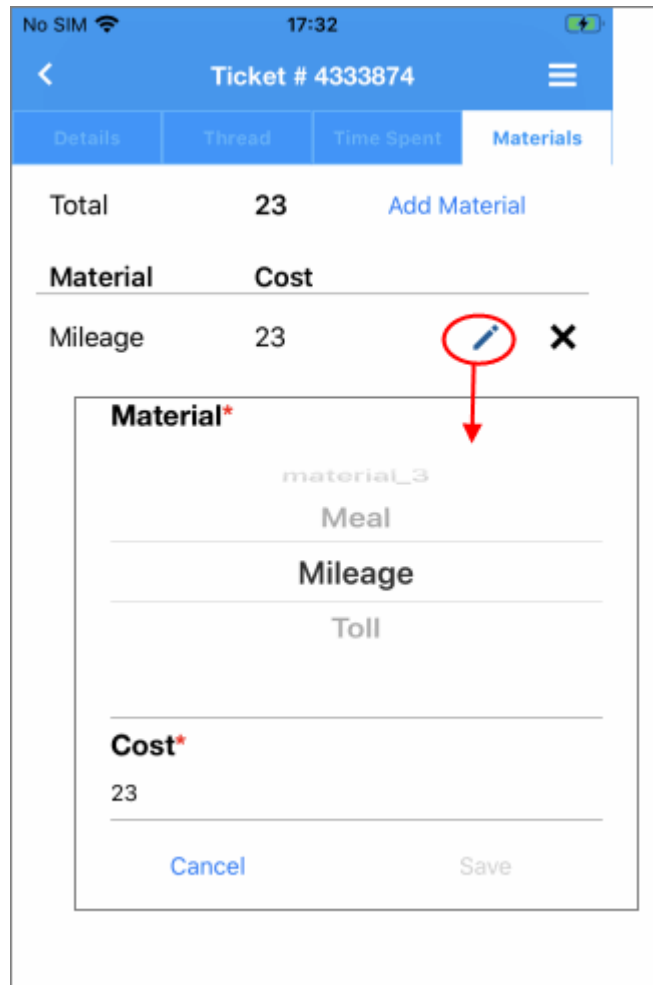 No SIM 17:32
Ticket # 4333874
Details Thread Time Spent Materials
Total 23 Add Material
Material Cost
Mileage 23
Material*
material_3
Meal
Mileage
Toll
Cost*
23
Cancel Save